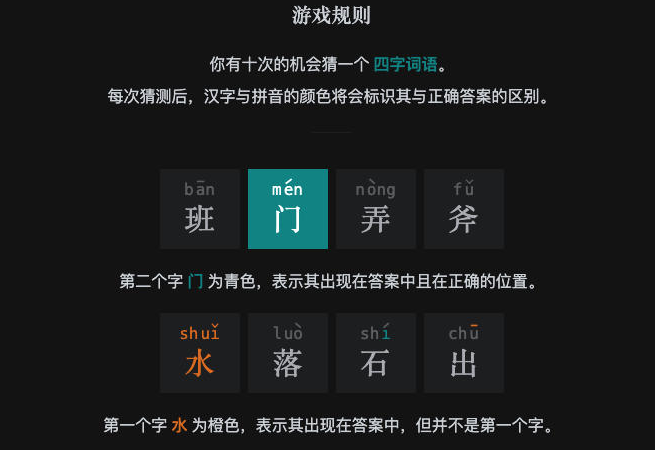 游戏规则
你有十次的机会猜一个 四字词语。
每次猜测后，汉字与拼音的颜色将会标识其与正确答案的区别。
bān mén nòng fǔ
班 门 弄 斧
第二个字 门 为青色，表示其出现在答案中且在正确的位置。
shuǐ luò shí chū
水 落 石 出
第一个字 水 为橙色，表示其出现在答案中，但并不是第一个字。